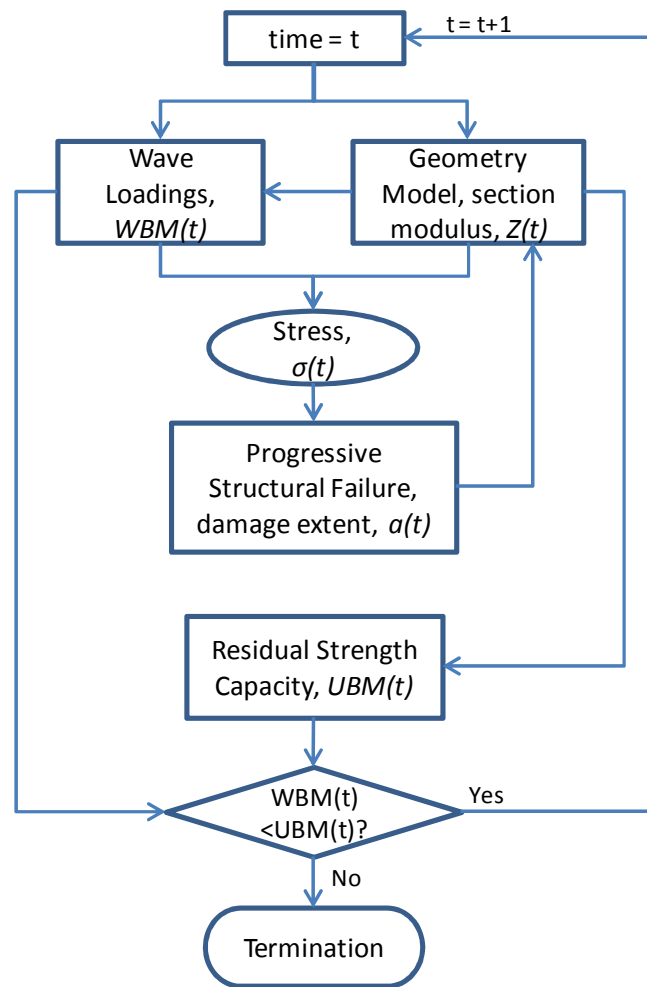 time = t
t = t+1
Wave
Loadings,
WBM(t)
Geometry
Model, section
modulus, Z(t)
Stress,
σ(t)
Progressive
Structural Failure,
damage extent, a(t)
Residual Strength
Capacity, UBM(t)
WBM(t)
<UBM(t)?
Yes
No
Termination